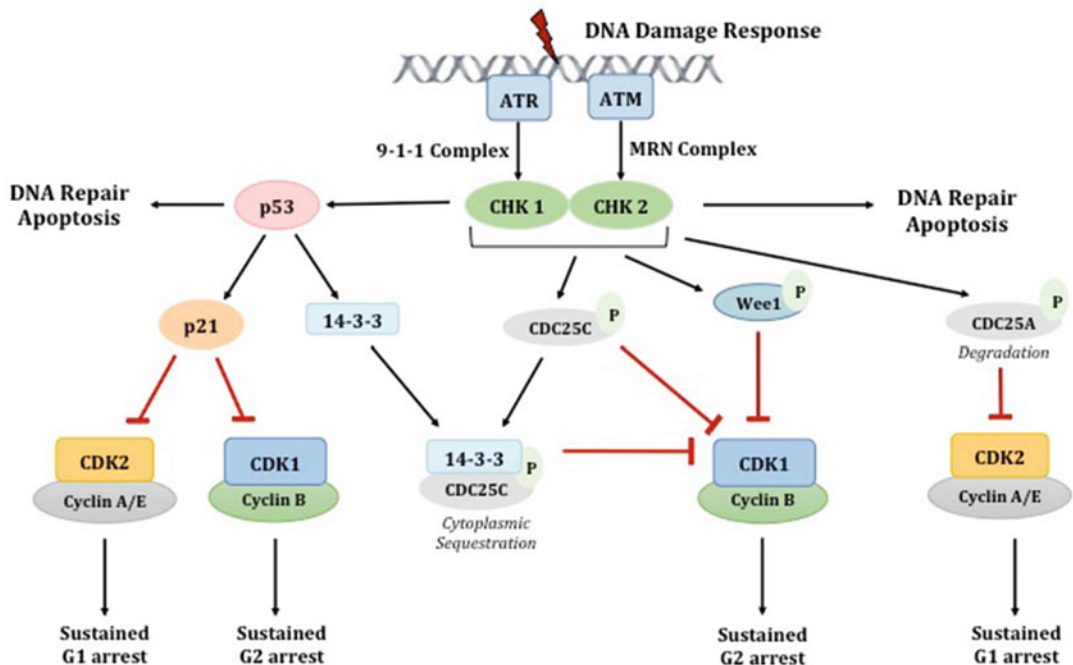 DNA Damage Response
ATR
ATM
9-1-1 Complex
MRN Complex
DNA Repair
Apoptosis
p53
CHK 1
CHK 2
DNA Repair
Apoptosis
p21
14-3-3
CDC25C
P
Wee1
P
CDC25A
P
Degradation
CDK2
Cyclin A/E
CDK1
Cyclin B
14-3-3
P
CDC25C
Cytoplasmic
Sequestration
CDK1
Cyclin B
CDK2
Cyclin A/E
Sustained
G1 arrest
Sustained
G2 arrest
Sustained
G2 arrest
Sustained
G1 arrest